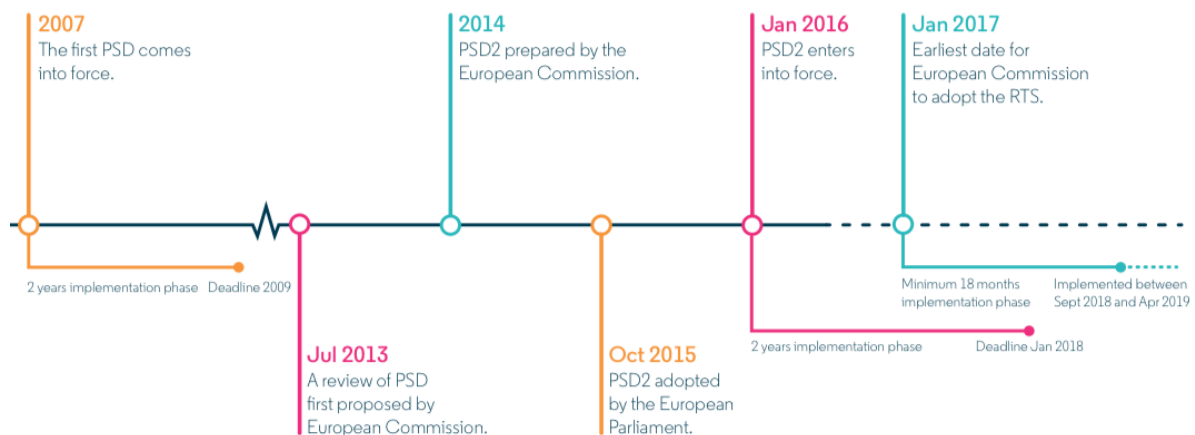 2007
The first PSD comes
into force.
2014
PSD2 prepared by the
European Commission.
Jan 2016
PSD2 enters
into force.
Jan 2017
Earliest date for
European Commission
to adopt the RTS.
2 years implementation phase
Deadline 2009
Minimum 18 months
implementation phase
Implemented between
Sept 2018 and Apr 2019
2 years implementation phase
Deadline Jan 2018
Jul 2013
A review of PSD
first proposed by
European Commission.
Oct 2015
PSD2 adopted
by the European
Parliament.